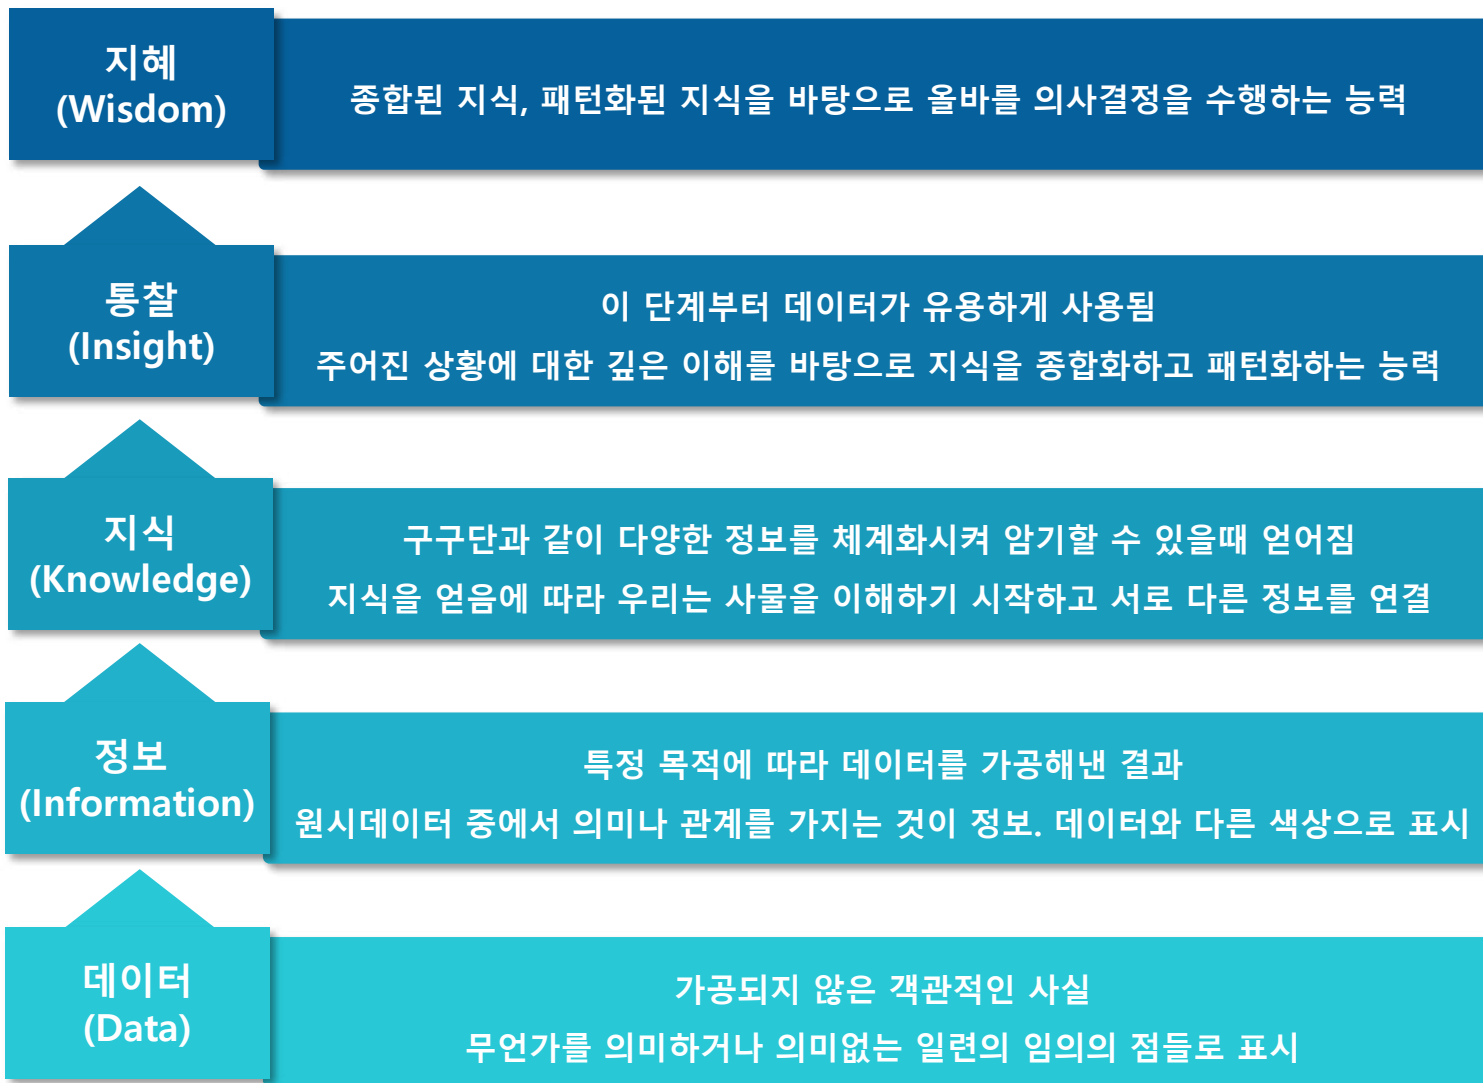 지혜
(Wisdom)
종합된 지식, 패턴화된 지식을 바탕으로 올바를 의사결정을 수행하는 능력
통찰
(Insight)
이 단계부터 데이터가 유용하게 사용됨
주어진 상황에 대한 깊은 이해를 바탕으로 지식을 종합화하고 패턴화하는 능력
지식
(Knowledge)
구구단과 같이 다양한 정보를 체계화시켜 암기할 수 있을때 얻어짐
지식을 얻음에 따라 우리는 사물을 이해하기 시작하고 서로 다른 정보를 연결
정보
(Information)
특정 목적에 따라 데이터를 가공해낸 결과
원시데이터 중에서 의미나 관계를 가지는 것이 정보. 데이터와 다른 색상으로 표시
데이터
(Data)
가공되지 않은 객관적인 사실
무언가를 의미하거나 의미없는 일련의 임의의 점들로 표시